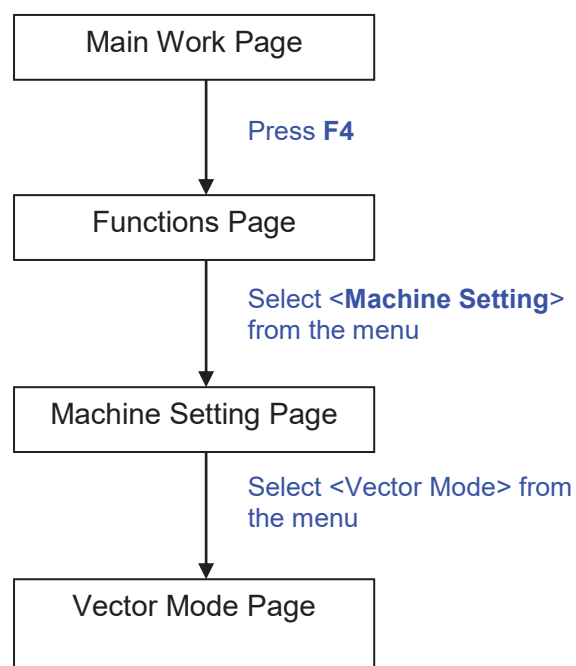 Main Work Page
Press F4
Functions Page
Select <Machine Setting>
from the menu
Machine Setting Page
Select <Vector Mode> from
the menu
Vector Mode Page